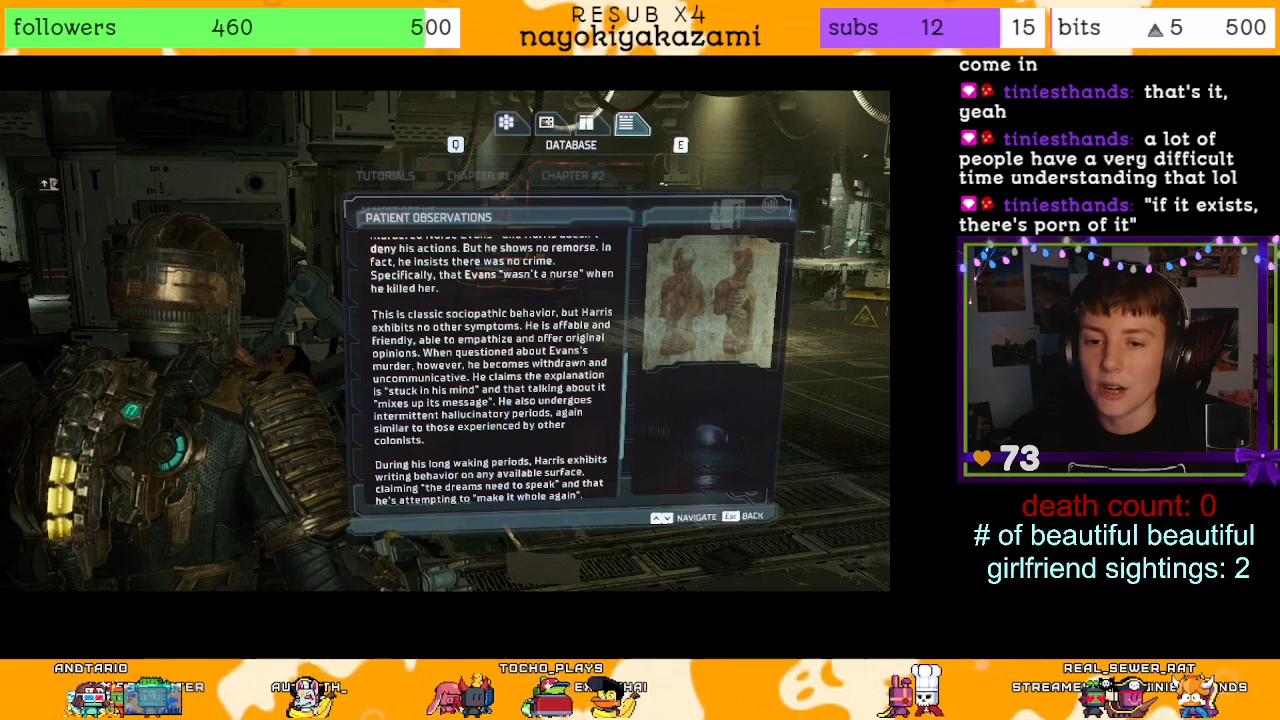 followers 460 500
RESUB X4
nayokiyakazami
subs 12 15
bits 5 500
come in
tiniesthands: that's it,
yeah
tiniesthands: a lot of
people have a very difficult
time understanding that lol
tiniesthands: "if it exists,
there's porn of it"
Q
DATABASE
E
TUTORIALS CHAPTER #1 CHAPTER #2
PATIENT OBSERVATIONS
deny his actions. But he shows no remorse. In
fact, he insists there was no crime.
Specifically, that Evans "wasn't a nurse" when
he killed her.
This is classic sociopathic behavior, but Harris
exhibits no other symptoms. He is affable and
friendly, able to empathize and offer original
opinions. When questioned about Evans's
murder, however, he becomes withdrawn and
uncommunicative. He claims the explanation
is "stuck in his mind" and that talking about it
"mixes up its message". He also undergoes
intermittent hallucinatory periods, again
similar to those experienced by other
colonists.
During his long waking periods, Harris exhibits
writing behavior on any available surface,
claiming "the dreams need to speak" and that
he's attempting to "make it whole again".
NAVIGATE Esc BACK
73
death count: 0
# of beautiful beautiful
girlfriend sightings: 2
ANDTARIO
TOCHO_PLAYS
REAL_SEWER_RAT